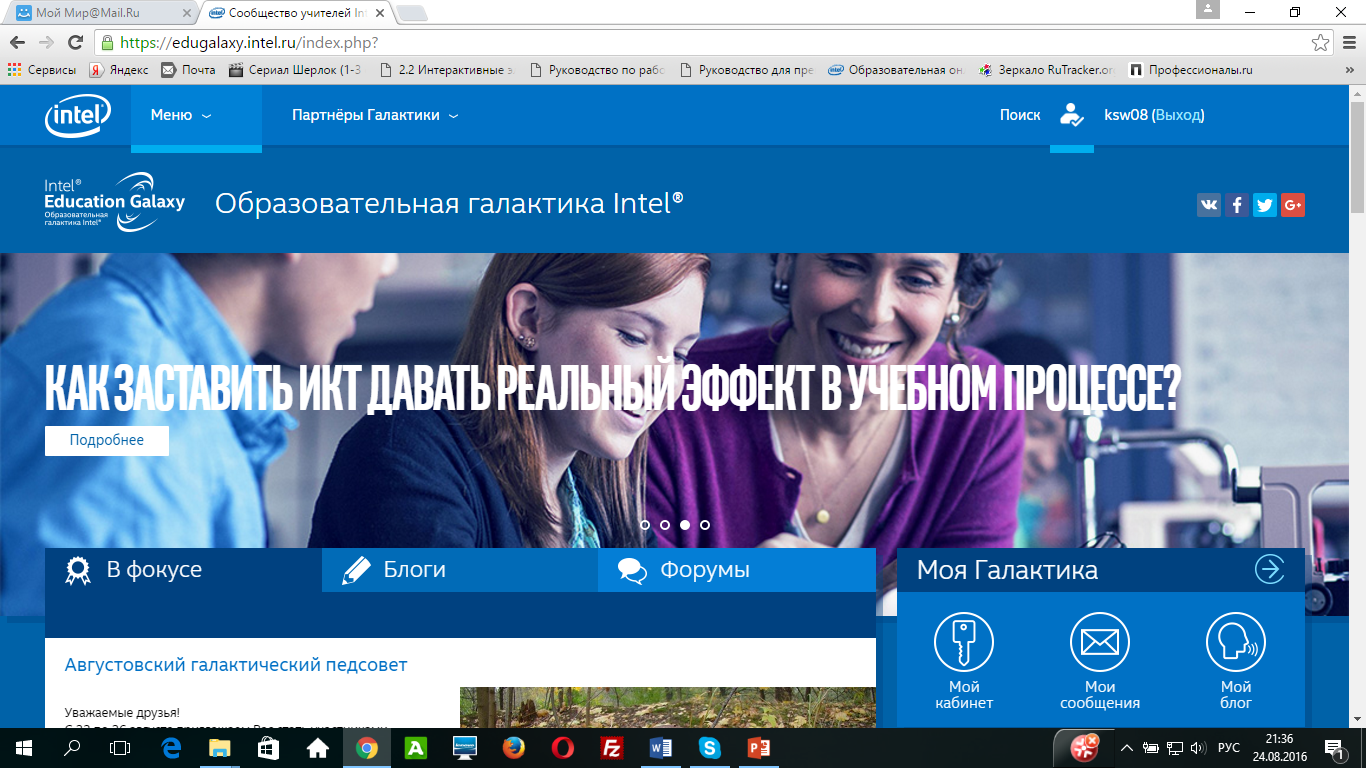 Мой Мир@Mail.Ru
Сообщество учителей Int
https://edugalaxy.intel.ru/index.php?
Сервисы
Яндекс
Почта
Сериал Шерлок (1-3
2.2 Интерактивные э
Руководство по рабо
Руководство для пре
Образовательная он
Зеркало RuTracker.or
Профессионалы.ru
»
intel
Меню
Партнёры Галактики
Поиск
ksw08 (Выход)
Intel®
Education Galaxy
Образовательная
галактика Intel®
Образовательная галактика Intel®
КАК ЗАСТАВИТЬ ИКТ ДАВАТЬ РЕАЛЬНЫЙ ЭФФЕКТ В УЧЕБНОМ ПРОЦЕССЕ?
Подробнее
В фокусе
Блоги
Форумы
Моя Галактика
Мой
кабинет
Мои
сообщения
Мой
блог
Августовский галактический педсовет
Уважаемые друзья!
РУС
21:36
24.08.2016
1